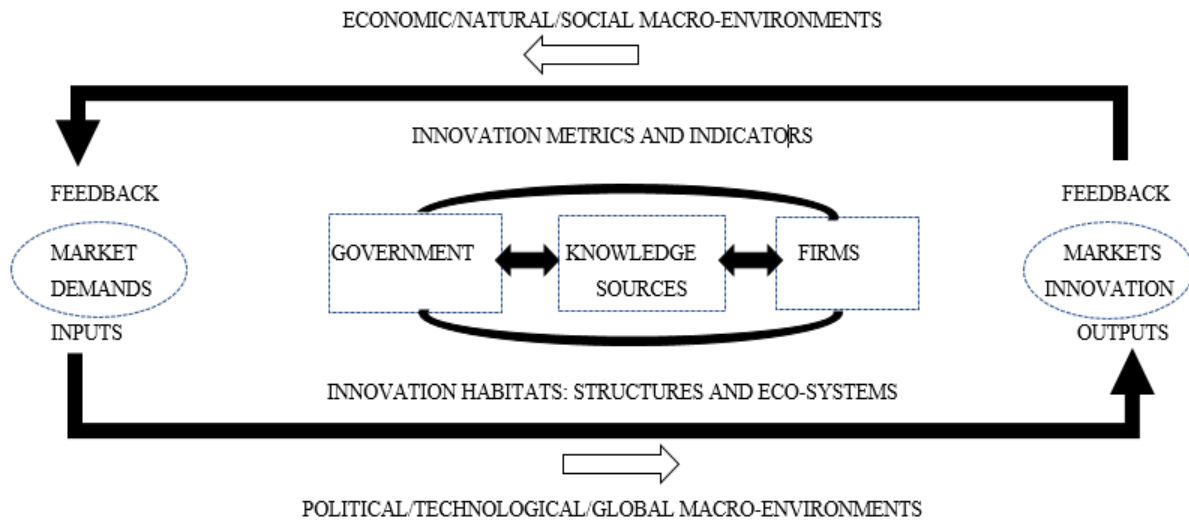 ECONOMIC/NATURAL/SOCIAL MACRO-ENVIRONMENTS
INNOVATION METRICS AND INDICATORS
FEEDBACK
MARKET
DEMANDS
INPUTS
GOVERNMENT
KNOWLEDGE
SOURCES
FIRMS
FEEDBACK
MARKETS
INNOVATION
OUTPUTS
INNOVATION HABITATS: STRUCTURES AND ECO-SYSTEMS
POLITICAL/TECHNOLOGICAL/GLOBAL MACRO-ENVIRONMENTS